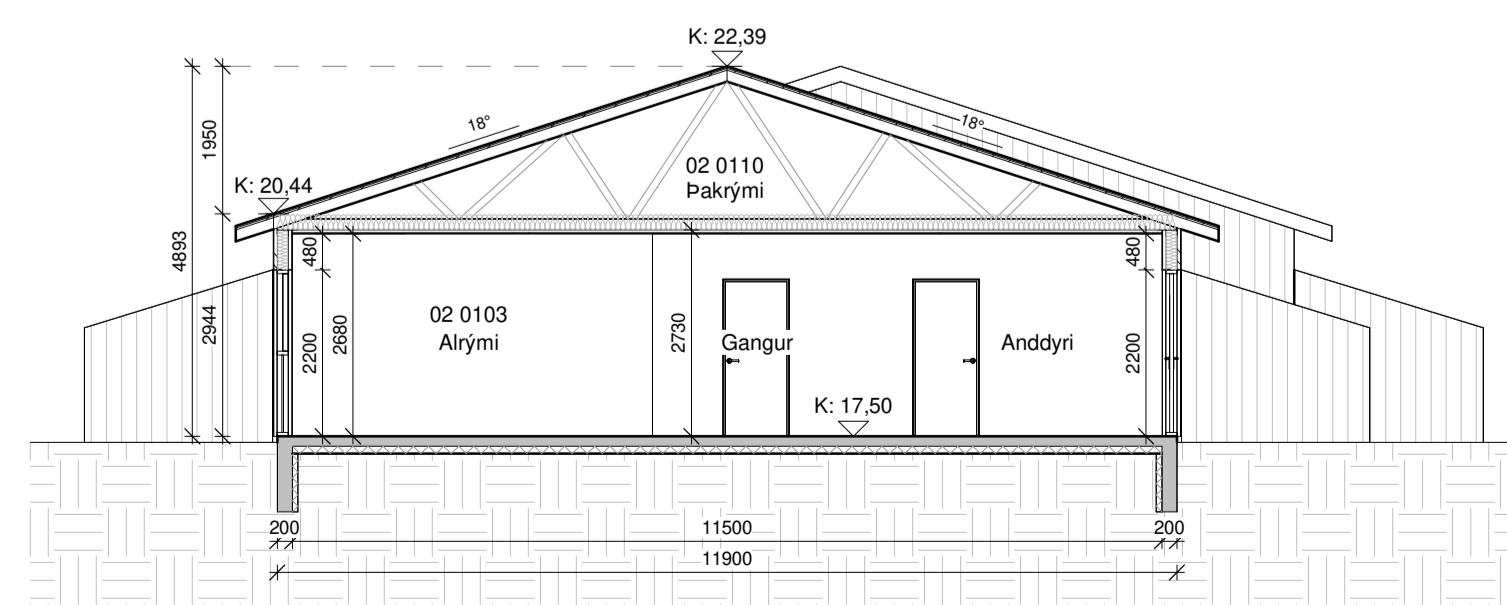 K: 22,39
18°
18°
1950
02 0110
Þakrými
K: 20,44
4893
480
480
2944
02 0103
Alrými
2200
2680
2730
Gangur
Anddyri
2200
K: 17,50
200
11500
200
11900